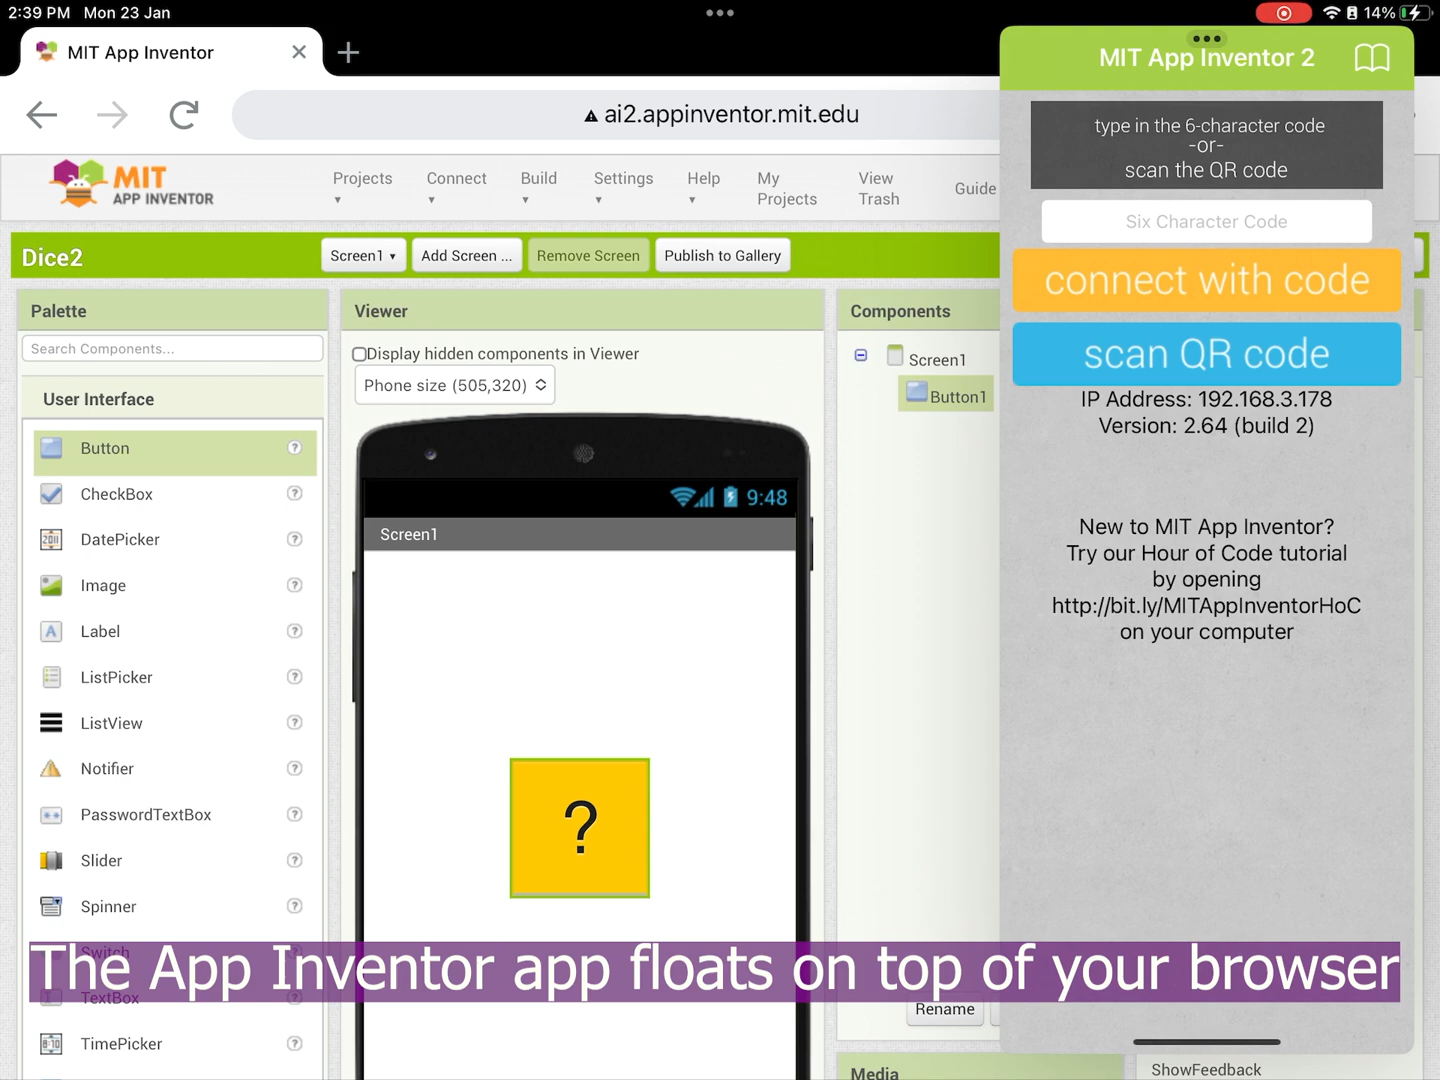 2:39 PM Mon 23 Jan
14%
MIT App Inventor
ai2.appinventor.mit.edu
MIT
APP INVENTOR
Projects
Connect
Build
Settings
Help
My Projects
View Trash
Guide
Dice2
Screen1
Add Screen ...
Remove Screen
Publish to Gallery
Palette
Search Components...
User Interface
Button
CheckBox
DatePicker
Image
Label
ListPicker
ListView
Notifier
PasswordTextBox
Slider
Spinner
Switch
TextBox
TimePicker
Viewer
Display hidden components in Viewer
Phone size (505,320)
9:48
Screen1
?
Components
Screen1
Button1
Rename
Media
ShowFeedback
MIT App Inventor 2
type in the 6-character code
-or-
scan the QR code
Six Character Code
connect with code
scan QR code
IP Address: 192.168.3.178
Version: 2.64 (build 2)
New to MIT App Inventor?
Try our Hour of Code tutorial
by opening
http://bit.ly/MITAppInventorHoC
on your computer
The App Inventor app floats on top of your browser